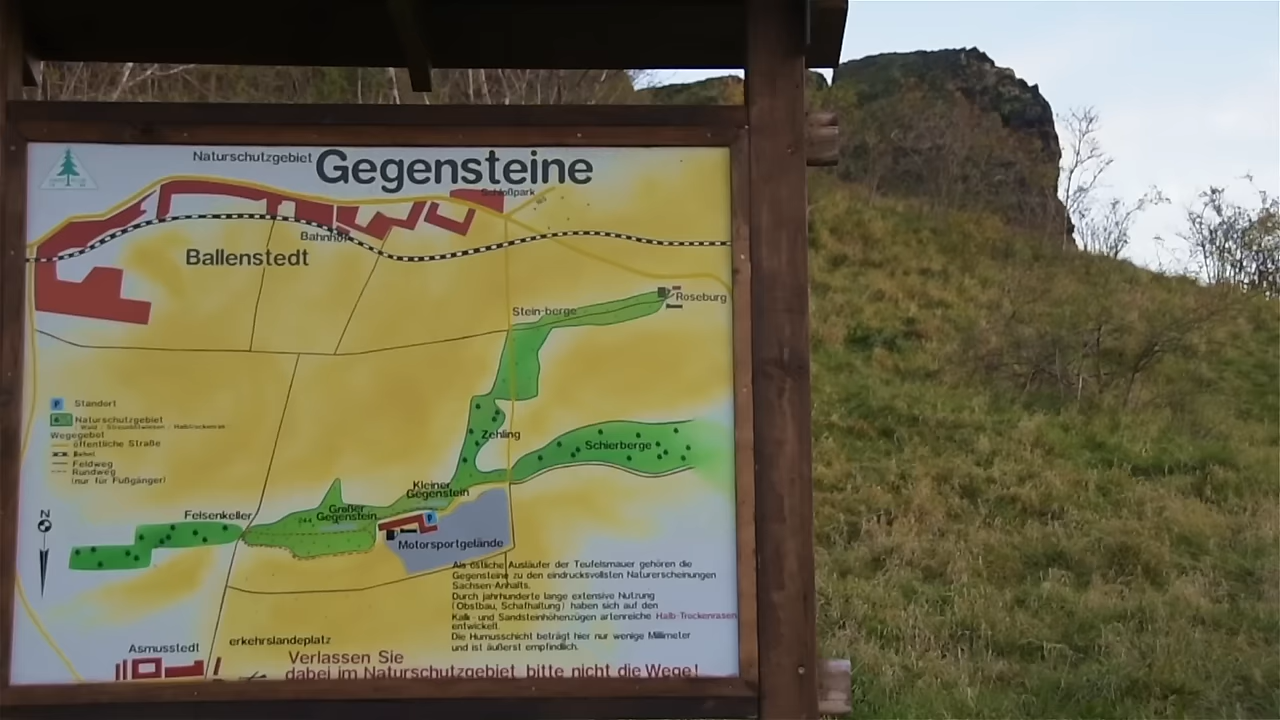 Naturschutzgebiet Gegensteine
Schloßpark
Bahnhof
Ballenstedt
Roseburg
Stein-berge
P Standort
Naturschutzgebiet
Wegegebot
öffentliche Straße
Bahnl.
Feldweg
Rundweg
(nur für Fußgänger)
Zehling
Schierberge
Kleiner
Gegenstein
Großer
Gegenstein
244
Felsenkeller
P
N
Motorsportgelände
Als östliche Ausläufer der Teufelsmauer gehören die
Gegensteine zu den eindrucksvollsten Naturerscheinungen
Sachsen-Anhalts.
Durch jahrhunderte lange extensive Nutzung
(Obstbau, Schafhaltung) haben sich auf den
Kalk- und Sandsteinhöhenzügen artenreiche Halb-Trockenrasen
entwickelt.
Die Humusschicht beträgt hier nur wenige Millimeter
und ist äußerst empfindlich.
Asmusstedt
erkehrslandeplatz
Verlassen Sie
dabei im Naturschutzgebiet bitte nicht die Wege!